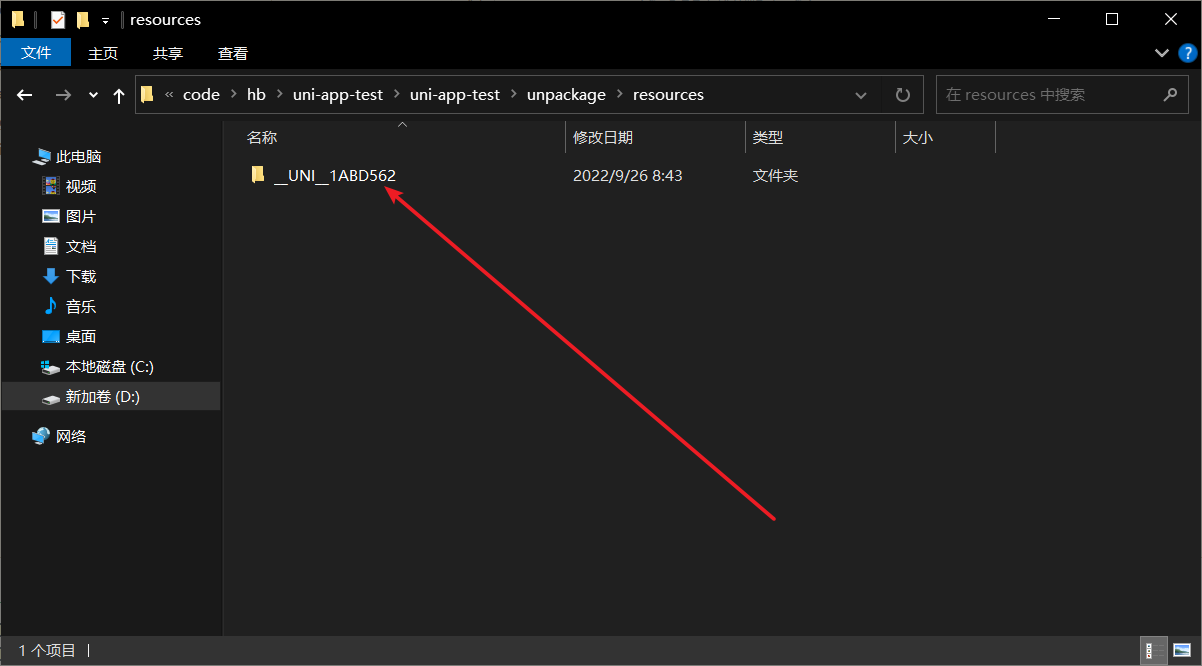 resources
文件 主页 共享 查看
« code > hb > uni-app-test > uni-app-test > unpackage > resources
在 resources 中搜索
名称 修改日期 类型 大小
__UNI__1ABD562 2022/9/26 8:43 文件夹
此电脑
视频
图片
文档
下载
音乐
桌面
本地磁盘 (C:)
新加卷 (D:)
网络
1 个项目